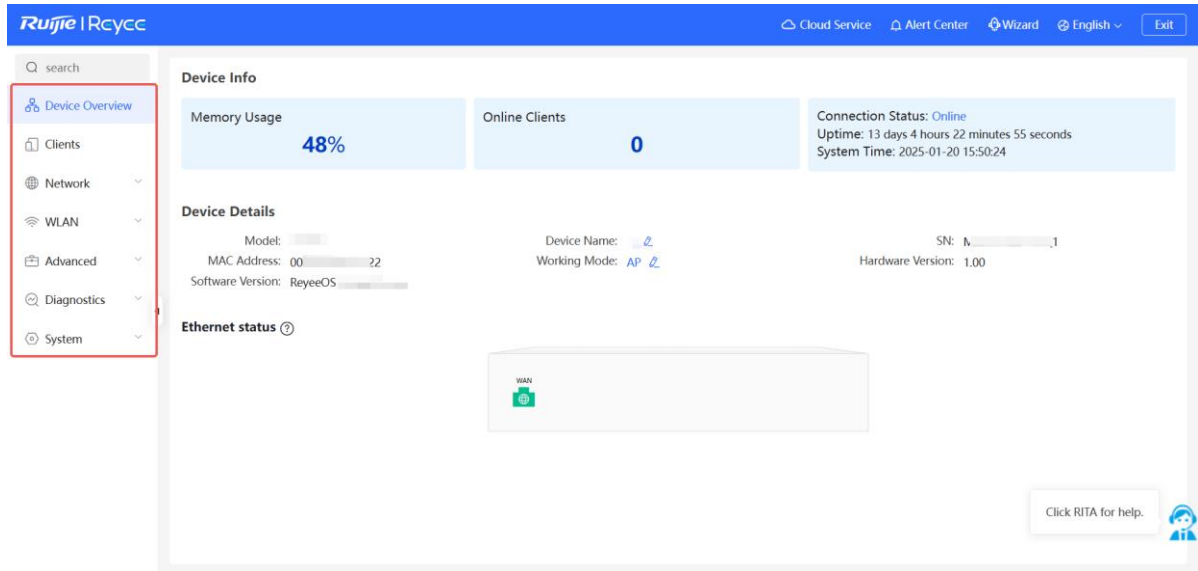 Ruijie | Rcycc
Cloud Service Alert Center Wizard English Exit
search
Device Overview
Clients
Network
WLAN
Advanced
Diagnostics
System
Device Info
Memory Usage
48%
Online Clients
0
Connection Status: Online
Uptime: 13 days 4 hours 22 minutes 55 seconds
System Time: 2025-01-20 15:50:24
Device Details
Model:
Device Name:
SN: 1
MAC Address: 00 22
Working Mode: AP
Hardware Version: 1.00
Software Version: ReyeeOS
Ethernet status ?
WAN
Click RITA for help.